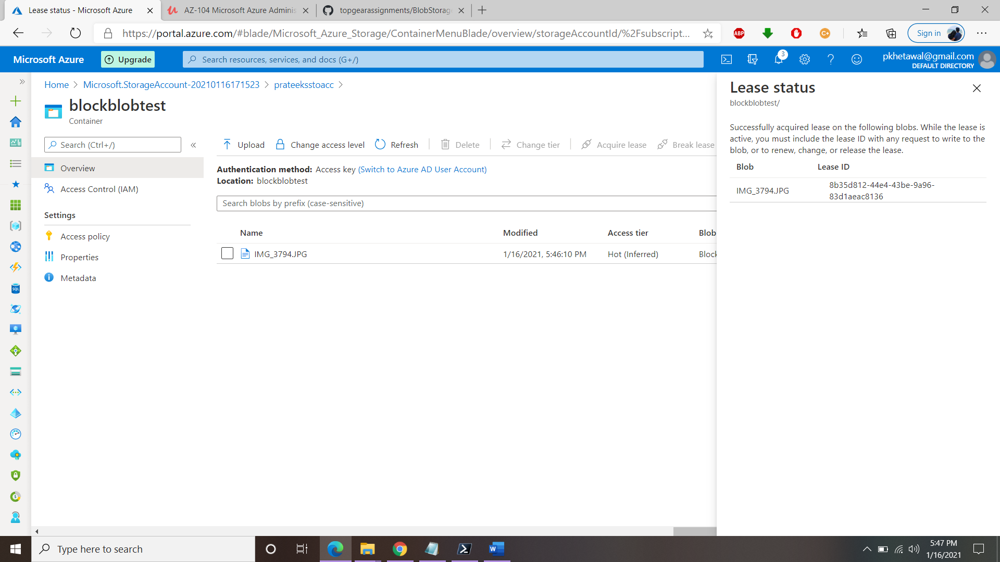 Lease status - Microsoft Azure
AZ-104 Microsoft Azure Adminis
topgearassignments/BlobStorag
https://portal.azure.com/#blade/Microsoft_Azure_Storage/ContainerMenuBlade/overview/storageAccountId/%2Fsubscript...
ABP
C+
Sign in
Microsoft Azure
Upgrade
Search resources, services, and docs (G+/)
3
pkhetawal@gmail.com
DEFAULT DIRECTORY
Home > Microsoft.StorageAccount-20210116171523 > prateeksstoacc >
blockblobtest
Container
Search (Ctrl+/)
Overview
Access Control (IAM)
Settings
Access policy
Properties
Metadata
SQL
Upload
Change access level
Refresh
Delete
Change tier
Acquire lease
Break lease
Authentication method: Access key (Switch to Azure AD User Account)
Location: blockblobtest
Search blobs by prefix (case-sensitive)
Name Modified Access tier Blob
IMG_3794.JPG 1/16/2021, 5:46:10 PM Hot (Inferred) Block
Lease status
blockblobtest/
Successfully acquired lease on the following blobs. While the lease is
active, you must include the lease ID with any request to write to the
blob, or to renew, change, or release the lease.
Blob Lease ID
IMG_3794.JPG 8b35d812-44e4-43be-9a96-
83d1aeac8136
Type here to search
W
5:47 PM
1/16/2021